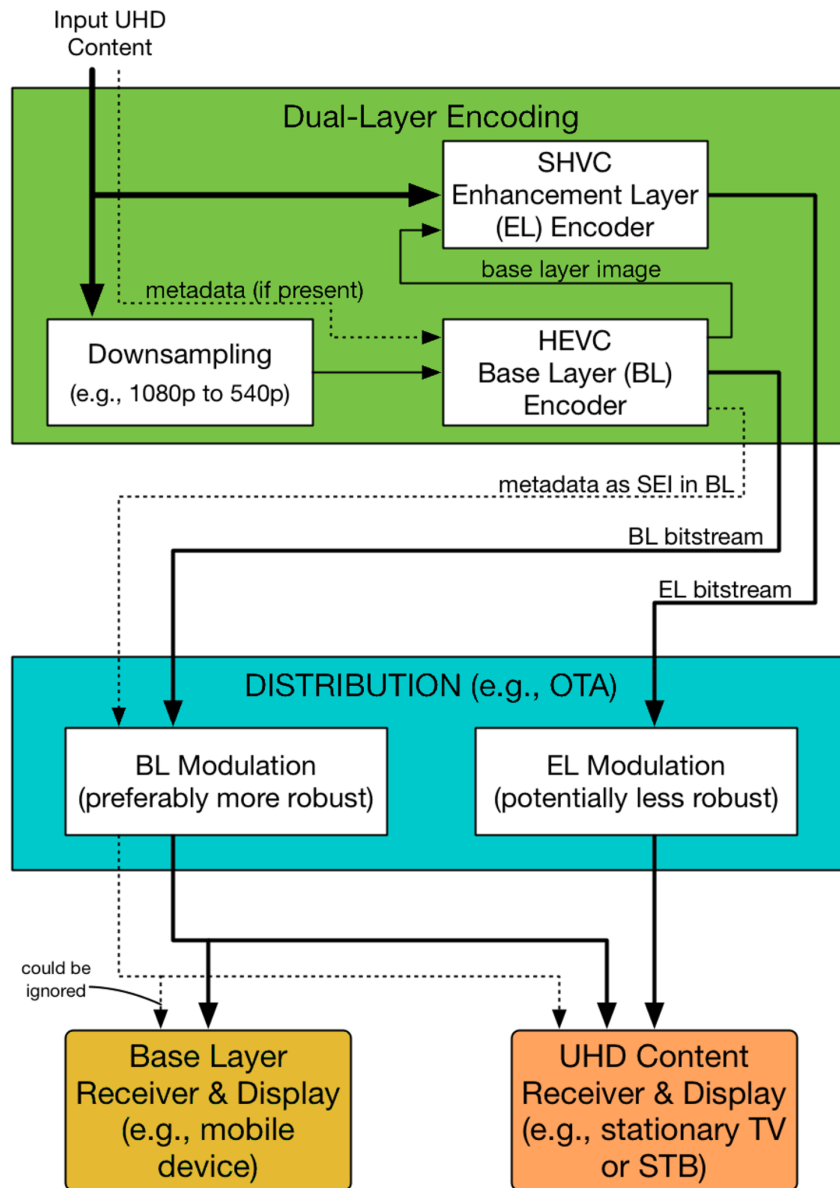 Input UHD
Content
Dual-Layer Encoding
SHVC
Enhancement Layer
(EL) Encoder
base layer image
metadata (if present)
Downsampling
(e.g., 1080p to 540p)
HEVC
Base Layer (BL)
Encoder
metadata as SEI in BL
BL bitstream
EL bitstream
DISTRIBUTION (e.g., OTA)
BL Modulation
(preferably more robust)
EL Modulation
(potentially less robust)
could be
ignored
Base Layer
Receiver & Display
(e.g., mobile
device)
UHD Content
Receiver & Display
(e.g., stationary TV
or STB)